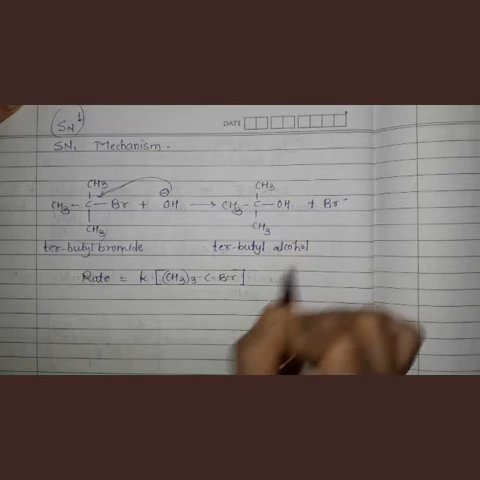 SN1
DATE
SN1 Mechanism -
CH3 CH3
CH3 - C - Br + OH ⊖ → CH3 - C - OH + Br-
CH3 CH3
ter-butyl bromide ter-butyl alcohol
Rate = k [(CH3)3-C-Br]